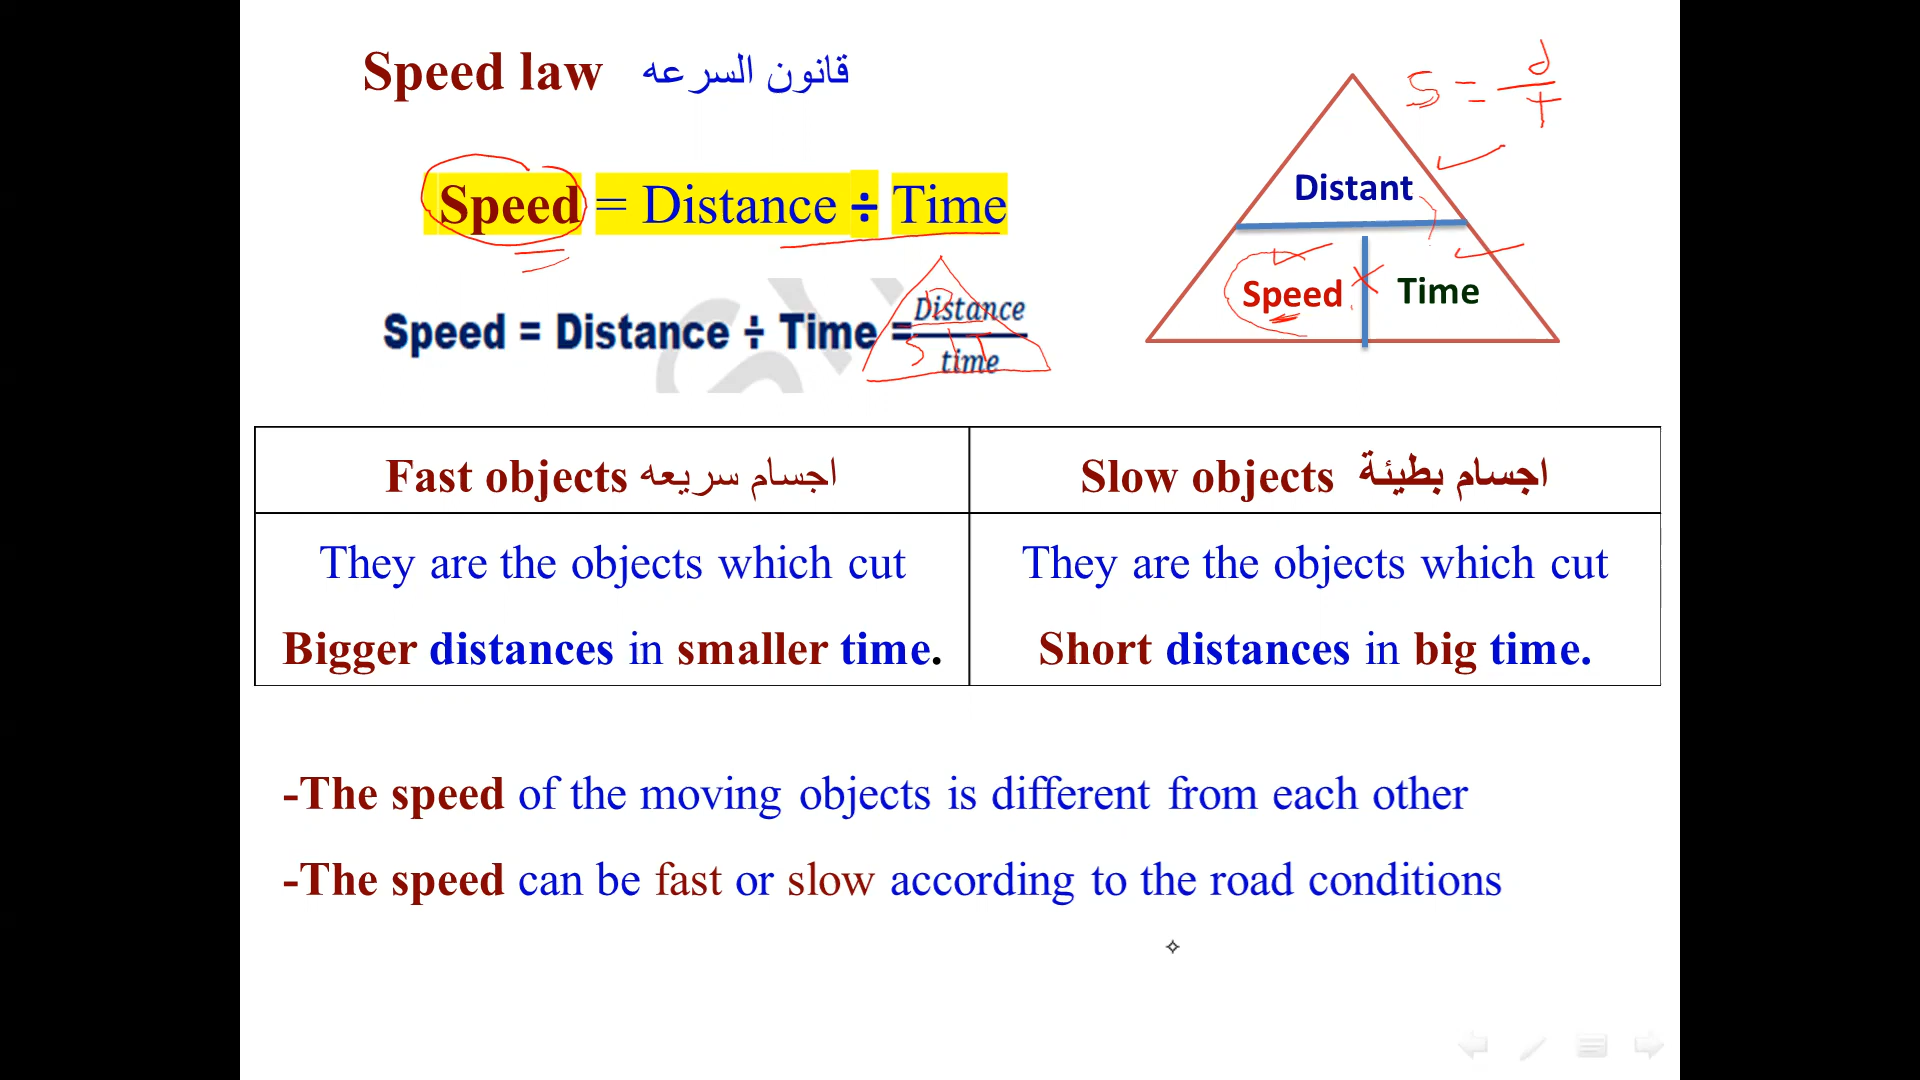 Speed law قانون السرعه
S = d/T
Speed = Distance ÷ Time
Distant
Speed × Time
Speed = Distance ÷ Time = Distance/time
D
S T
Fast objects اجسام سريعه
Slow objects اجسام بطيئة
They are the objects which cut
Bigger distances in smaller time.
They are the objects which cut
Short distances in big time.
-The speed of the moving objects is different from each other
-The speed can be fast or slow according to the road conditions